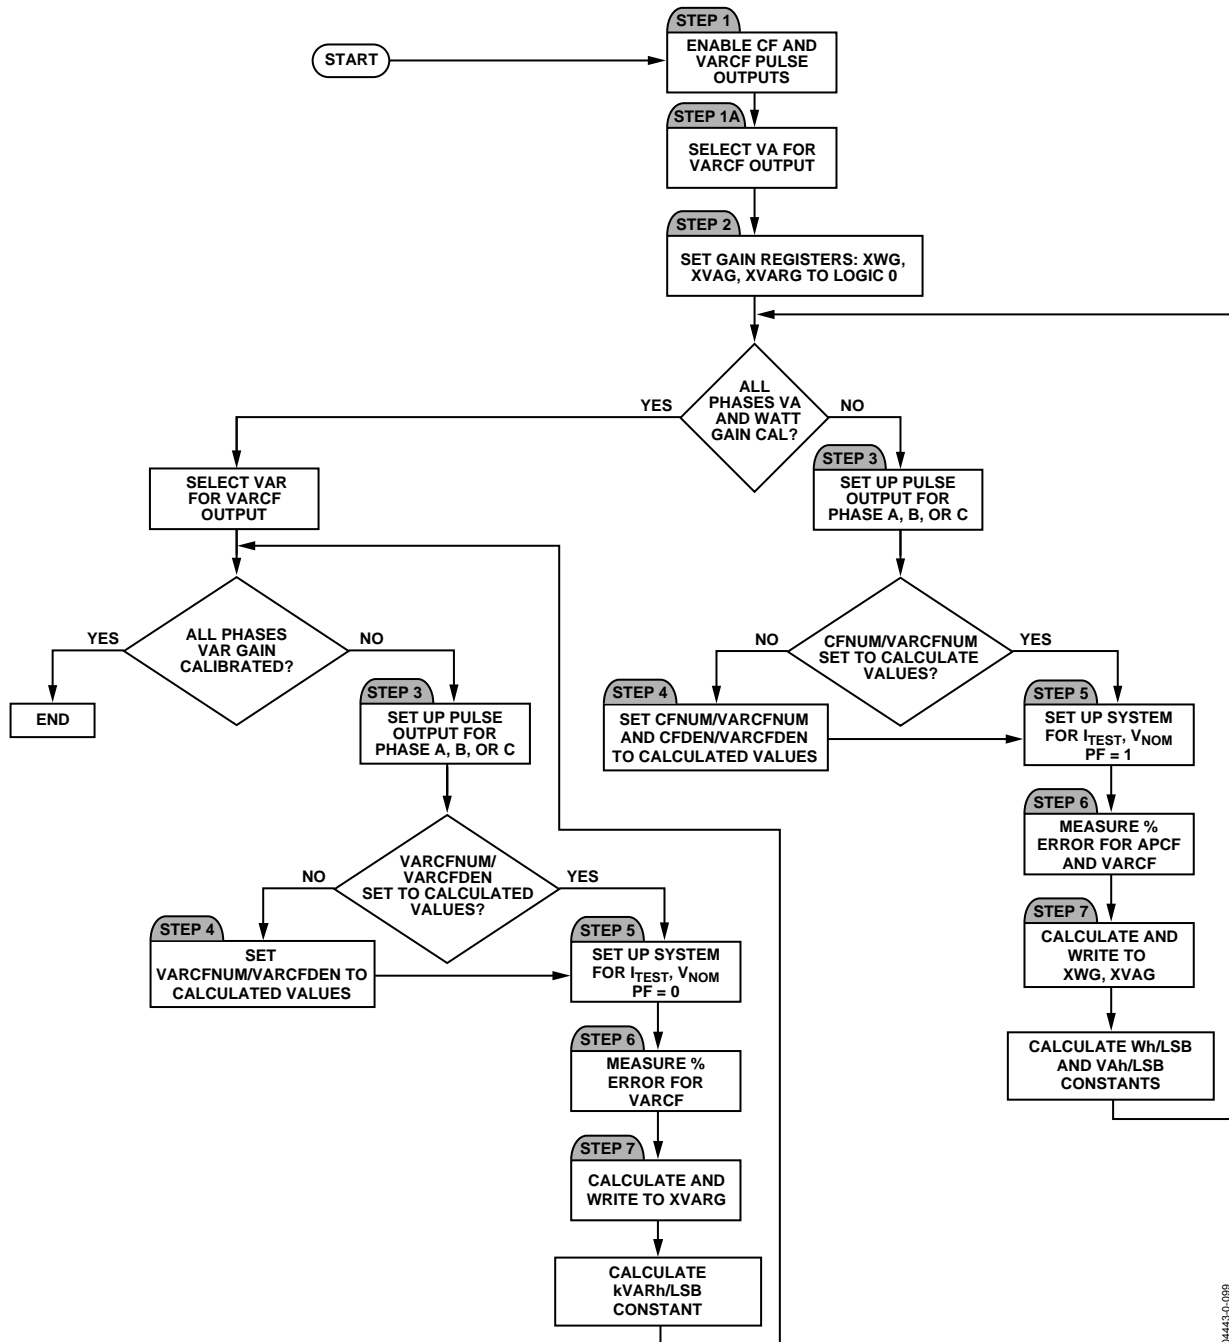 START
STEP 1
ENABLE CF AND
VARCF PULSE
OUTPUTS
STEP 1A
SELECT VA FOR
VARCF OUTPUT
STEP 2
SET GAIN REGISTERS: XWG,
XVAG, XVARG TO LOGIC 0
ALL
PHASES VA
AND WATT
GAIN CAL?
YES
NO
SELECT VAR
FOR VARCF
OUTPUT
STEP 3
SET UP PULSE
OUTPUT FOR
PHASE A, B, OR C
ALL PHASES
VAR GAIN
CALIBRATED?
YES
NO
END
CFNUM/VARCFNUM
SET TO CALCULATE
VALUES?
NO
YES
STEP 4
SET CFNUM/VARCFNUM
AND CFDEN/VARCFDEN
TO CALCULATED VALUES
STEP 5
SET UP SYSTEM
FOR ITEST, VNOM
PF = 1
STEP 3
SET UP PULSE
OUTPUT FOR
PHASE A, B, OR C
STEP 6
MEASURE %
ERROR FOR APCF
AND VARCF
VARCFNUM/
VARCFDEN
SET TO CALCULATED
VALUES?
NO
YES
STEP 7
CALCULATE AND
WRITE TO
XWG, XVAG
STEP 4
SET
VARCFNUM/VARCFDEN TO
CALCULATED VALUES
STEP 5
SET UP SYSTEM
FOR ITEST, VNOM
PF = 0
CALCULATE Wh/LSB
AND VAh/LSB
CONSTANTS
STEP 6
MEASURE %
ERROR FOR
VARCF
STEP 7
CALCULATE AND
WRITE TO XVARG
CALCULATE
kVARh/LSB
CONSTANT
04443-0-099